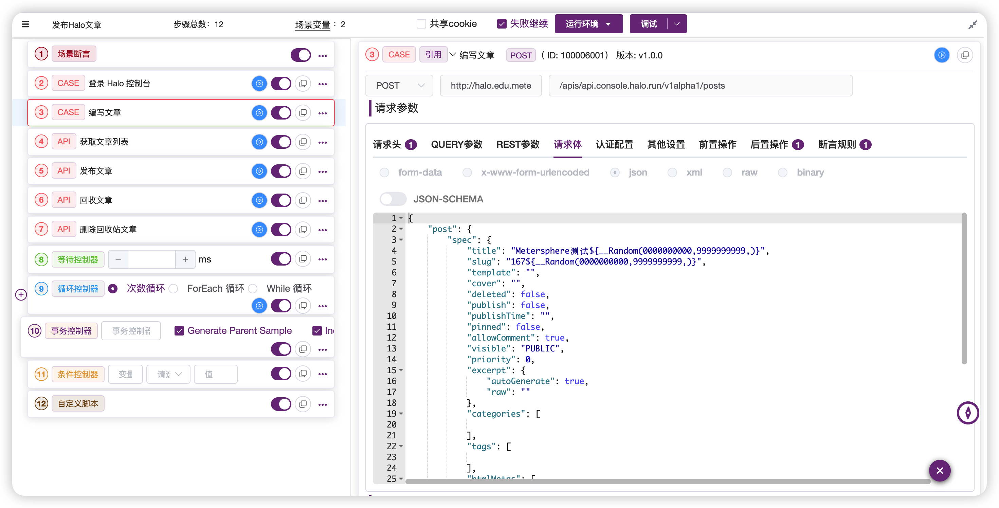 发布Halo文章 步骤总数：12 场景变量：2 共享cookie 失败继续 运行环境 调试
1 场景断言
2 CASE 登录 Halo 控制台
3 CASE 编写文章
4 API 获取文章列表
5 API 发布文章
6 API 回收文章
7 API 删除回收站文章
8 等待控制器 − + ms
9 循环控制器 次数循环 ForEach 循环 While 循环
10 事务控制器 事务控制 Generate Parent Sample
11 条件控制器 变量 请 值
12 自定义脚本
3 CASE 引用 编写文章 POST （ ID: 100006001） 版本: v1.0.0
POST http://halo.edu.mete /apis/api.console.halo.run/v1alpha1/posts
请求参数
请求头 1 QUERY参数 REST参数 请求体 认证配置 其他设置 前置操作 后置操作 1 断言规则 1
form-data x-www-form-urlencoded json xml raw binary
JSON-SCHEMA
1 {
2 "post": {
3 "spec": {
4 "title": "Metersphere测试${__Random(0000000000,9999999999,)}",
5 "slug": "167${__Random(0000000000,9999999999,)}",
6 "template": "",
7 "cover": "",
8 "deleted": false,
9 "publish": false,
10 "publishTime": "",
11 "pinned": false,
12 "allowComment": true,
13 "visible": "PUBLIC",
14 "priority": 0,
15 "excerpt": {
16 "autoGenerate": true,
17 "raw": ""
18 },
19 "categories": [
20
21 ],
22 "tags": [
23
24 ],
25 "htmlMetas": [